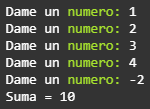 Dame un numero: 1
Dame un numero: 2
Dame un numero: 3
Dame un numero: 4
Dame un numero: -2
Suma = 10